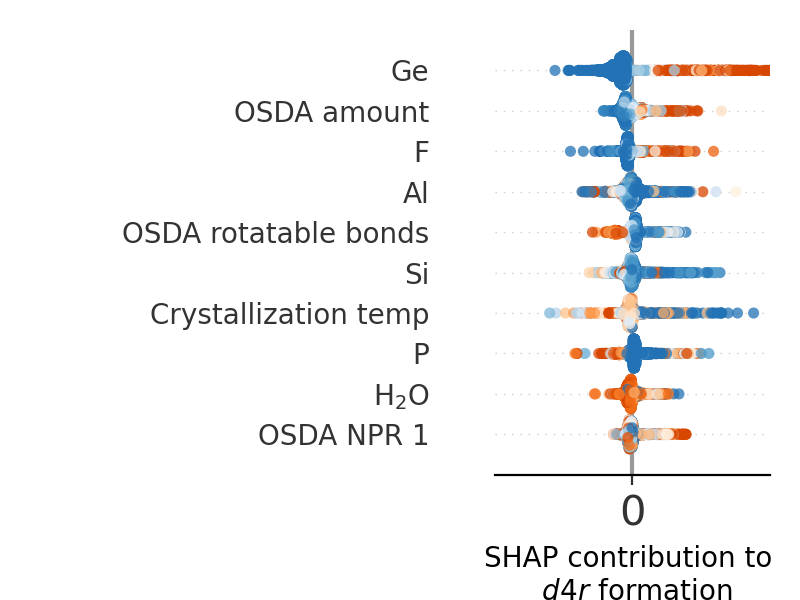 Ge
OSDA amount
F
Al
OSDA rotatable bonds
Si
Crystallization temp
P
H₂O
OSDA NPR 1
0
SHAP contribution to
d4r formation